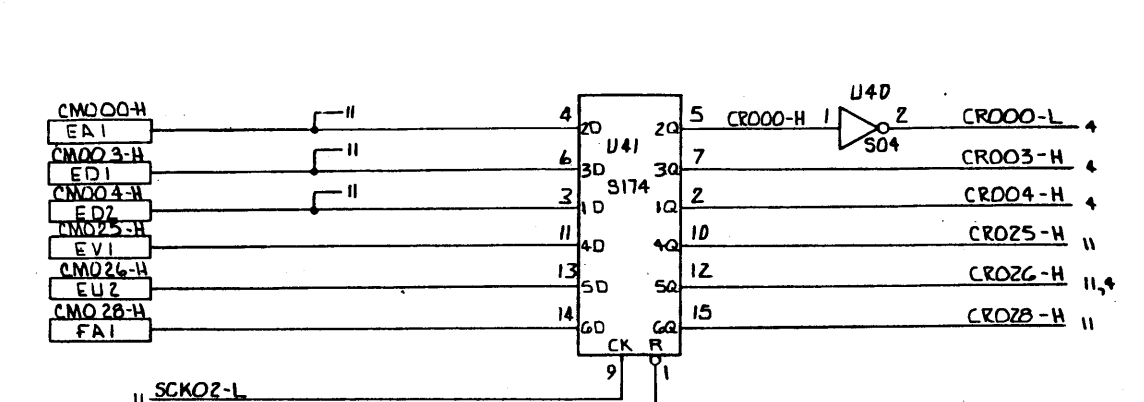 U40
CM000-H 11 4 5 CR000-H 1 2 CR000-L 4
EA1 2D 2Q S04
CM003-H 11 6 U41 7 CR003-H 4
ED1 3D 3Q
CM004-H 11 3 S174 2 CR004-H 4
ED2 1D 1Q
CM025-H 11 10 CR025-H 11
EV1 4D 4Q
CM026-H 13 12 CR026-H 11,4
EU2 5D 5Q
CM028-H 14 15 CR028-H 11
FA1 6D 6Q
CK R
9 1
11 SCK02-L